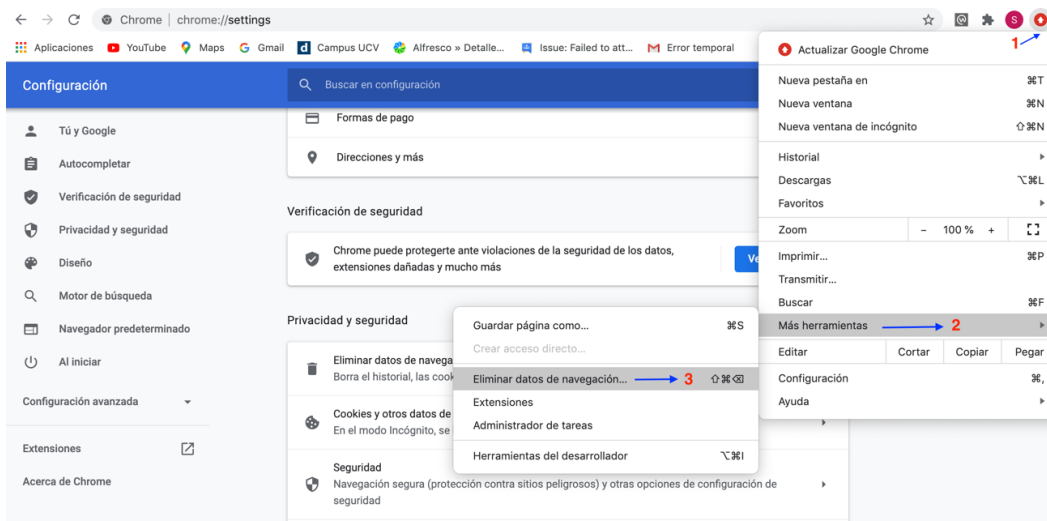 Chrome | chrome://settings
S
Aplicaciones YouTube Maps Gmail Campus UCV Alfresco » Detalle... Issue: Failed to att... Error temporal
1
Actualizar Google Chrome
Nueva pestaña en ⌘T
Nueva ventana ⌘N
Nueva ventana de incógnito ⇧⌘N
Historial
Descargas ⌥⌘L
Favoritos
Zoom - 100 % +
Imprimir... ⌘P
Transmitir...
Buscar ⌘F
Más herramientas 2
Editar Cortar Copiar Pegar
Configuración ⌘,
Ayuda
Configuración
Buscar en configuración
Tú y Google
Autocompletar
Verificación de seguridad
Privacidad y seguridad
Diseño
Motor de búsqueda
Navegador predeterminado
Al iniciar
Configuración avanzada
Extensiones
Acerca de Chrome
Formas de pago
Direcciones y más
Verificación de seguridad
Chrome puede protegerte ante violaciones de la seguridad de los datos,
extensiones dañadas y mucho más
Ve
Privacidad y seguridad
Eliminar datos de navega
Borra el historial, las cook
Cookies y otros datos de
En el modo Incógnito, se
Seguridad
Navegación segura (protección contra sitios peligrosos) y otras opciones de configuración de
seguridad
Guardar página como... ⌘S
Crear acceso directo...
Eliminar datos de navegación... 3 ⇧⌘⌫
Extensiones
Administrador de tareas
Herramientas del desarrollador ⌥⌘I